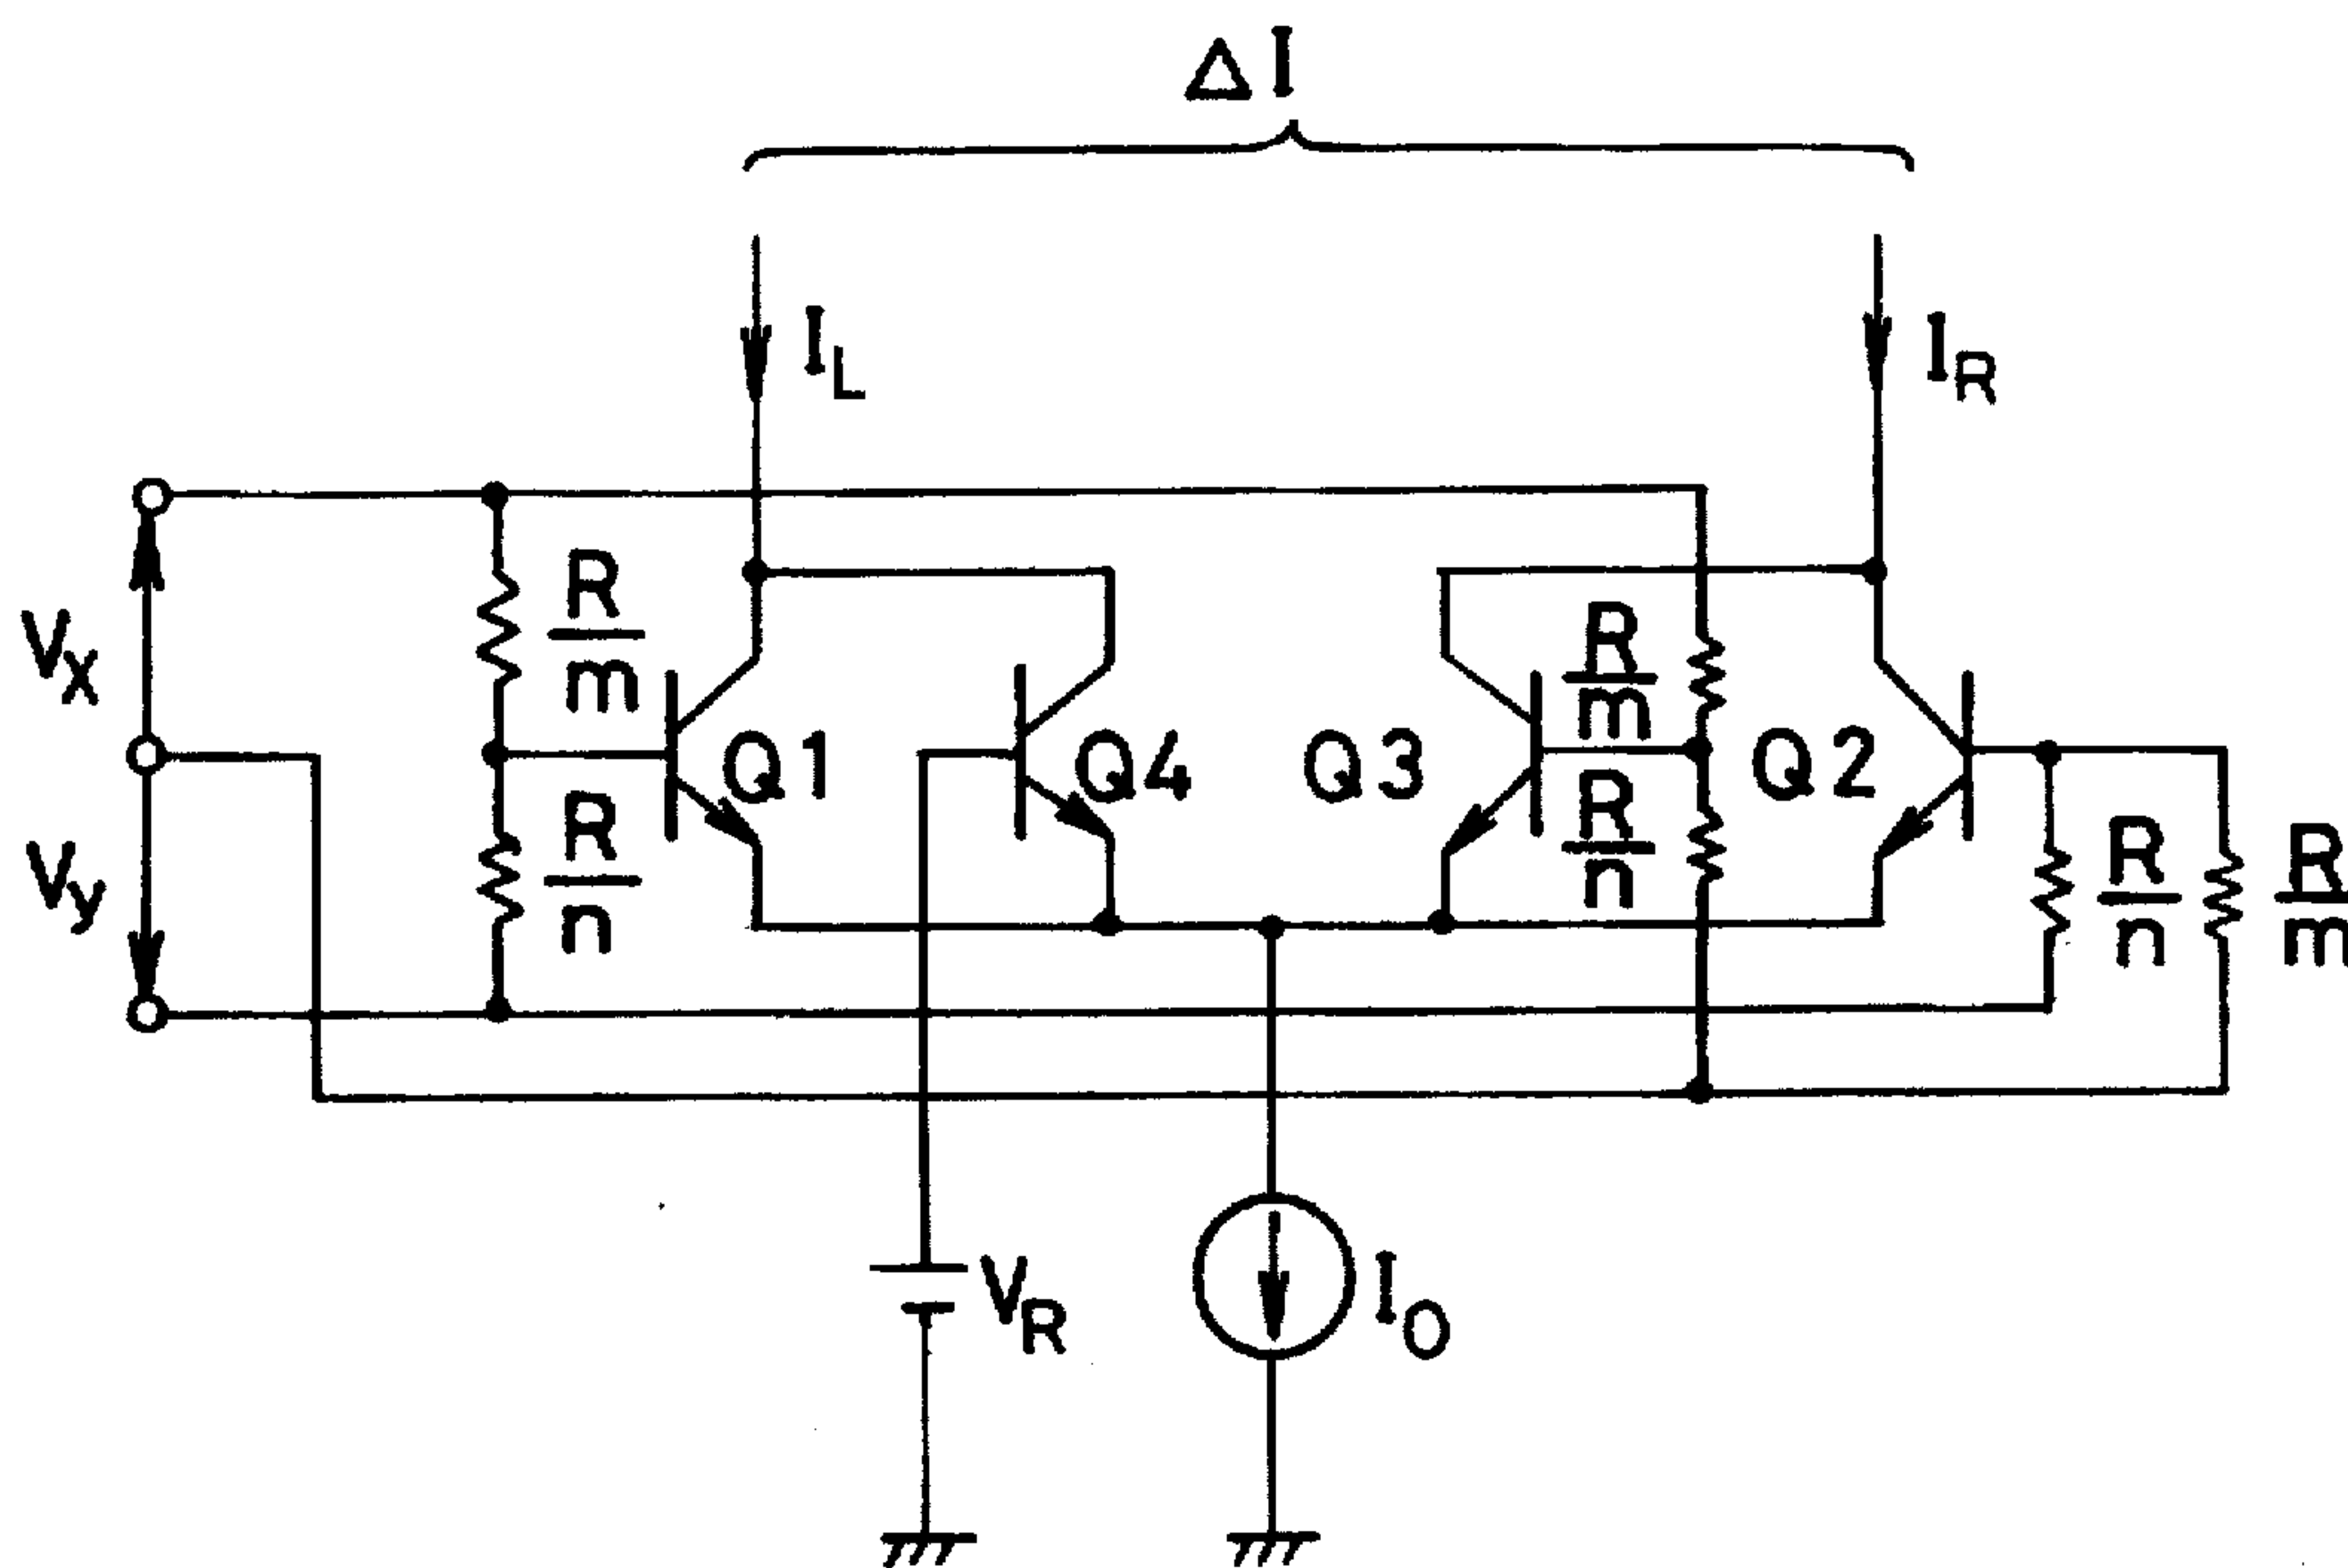 ΔI
I_L
I_R
V_X
R/m
R/m
Q1
Q4
Q3
Q2
V_y
R/n
R/n
R/n
R/m
V_R
I_O